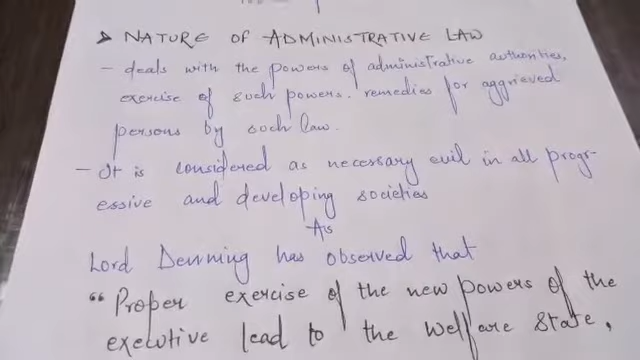 ➤ NATURE OF ADMINISTRATIVE LAW
- deals with the powers of administrative authorities,
exercise of such powers. remedies for aggrieved
persons by such law.
- It is considered as necessary evil in all progr-
essive and developing societies
As
Lord Denning has observed that
"Proper exercise of the new powers of the
executive lead to the welfare state,